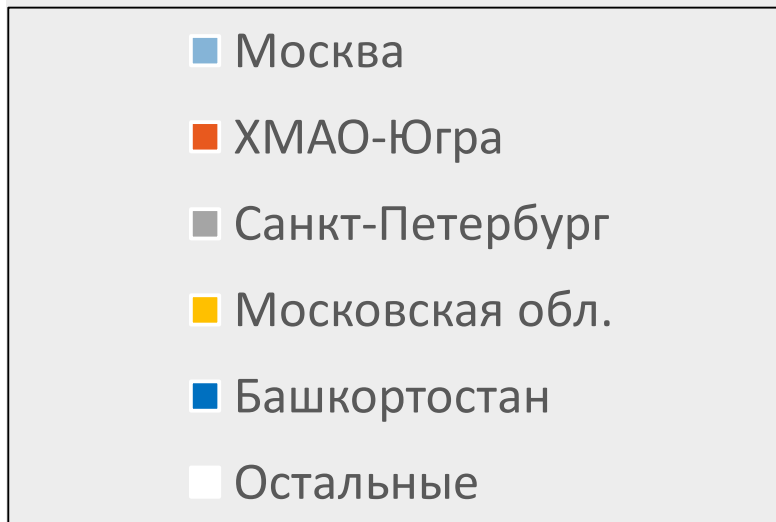 Москва
ХМАО-Югра
Санкт-Петербург
Московская обл.
Башкортостан
Остальные